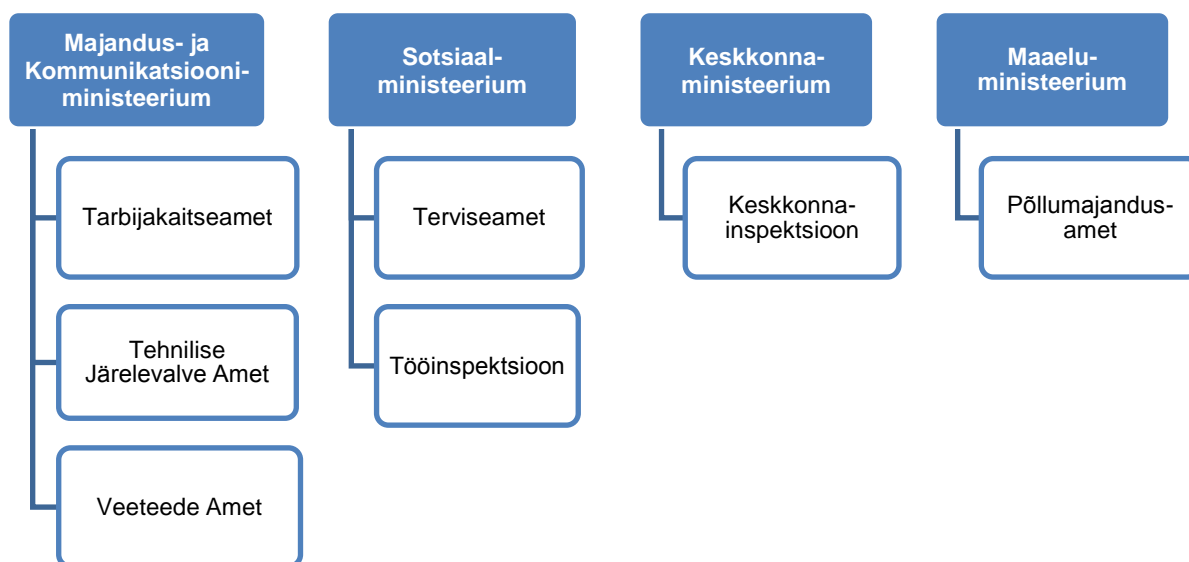 Majandus- ja
Kommunikatsiooni-
ministeerium
Tarbijakaitseamet
Tehnilise
Järelevalve Amet
Veeteede Amet
Sotsiaal-
ministeerium
Terviseamet
Tööinspektsioon
Keskkonna-
ministeerium
Keskkonna-
inspektsioon
Maaelu-
ministeerium
Põllumajandus-
amet